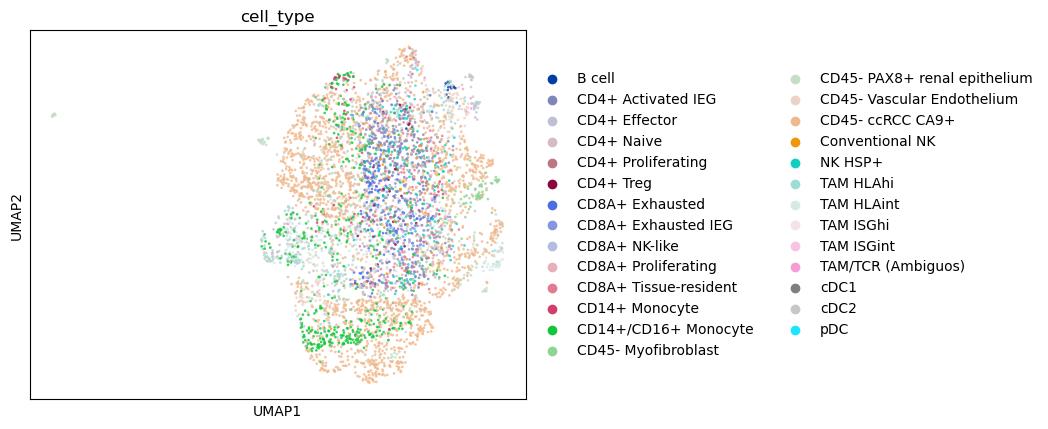 cell_type
UMAP2
UMAP1
B cell
CD4+ Activated IEG
CD4+ Effector
CD4+ Naive
CD4+ Proliferating
CD4+ Treg
CD8A+ Exhausted
CD8A+ Exhausted IEG
CD8A+ NK-like
CD8A+ Proliferating
CD8A+ Tissue-resident
CD14+ Monocyte
CD14+/CD16+ Monocyte
CD45- Myofibroblast
CD45- PAX8+ renal epithelium
CD45- Vascular Endothelium
CD45- ccRCC CA9+
Conventional NK
NK HSP+
TAM HLAhi
TAM HLAint
TAM ISGhi
TAM ISGint
TAM/TCR (Ambiguos)
cDC1
cDC2
pDC